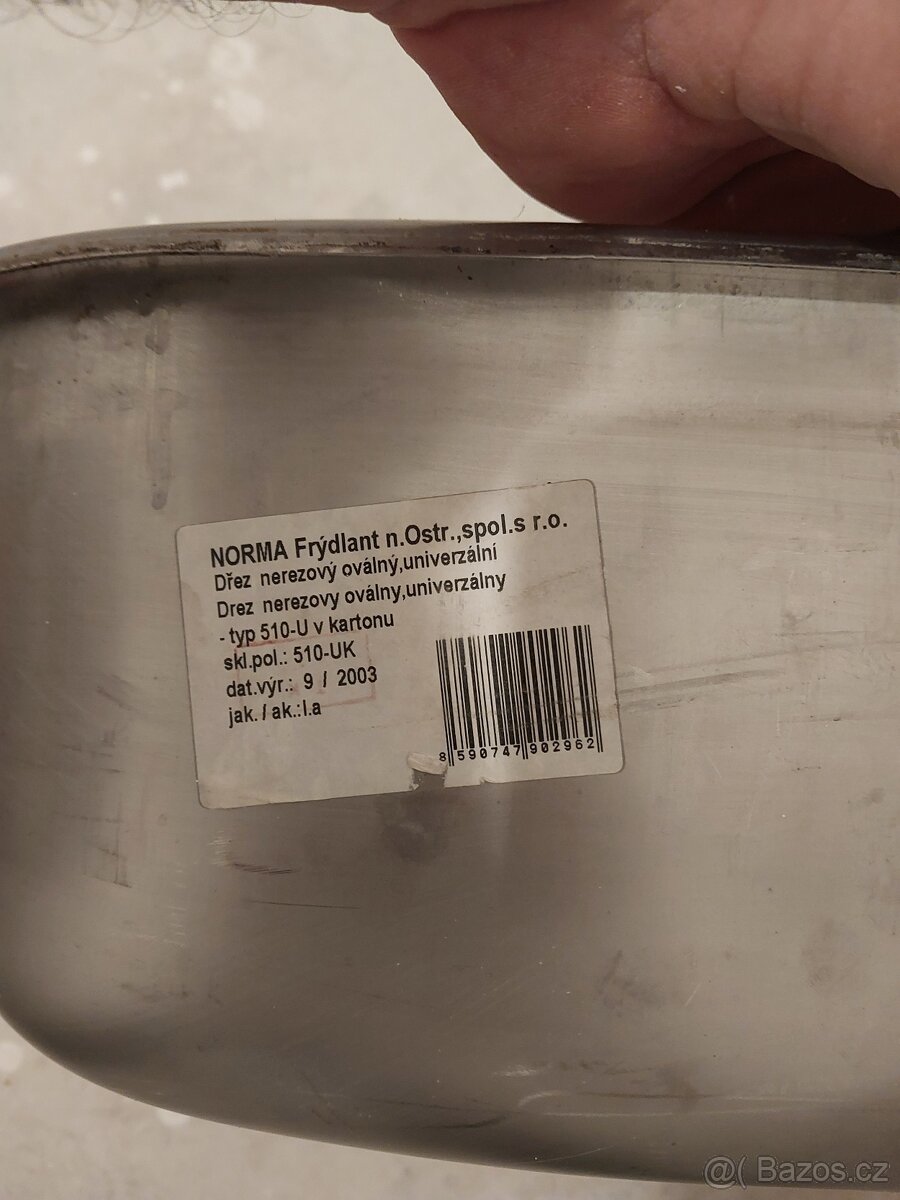 NORMA Frýdlant n.Ostr.,spol.s r.o.
Dřez nerezový oválný,univerzální
Drez nerezovy oválny,univerzálny
- typ 510-U v kartonu
skl.pol.: 510-UK
dat.výr.: 9 / 2003
jak. / ak.:I.a
8 590747 902962
@( Bazos.cz